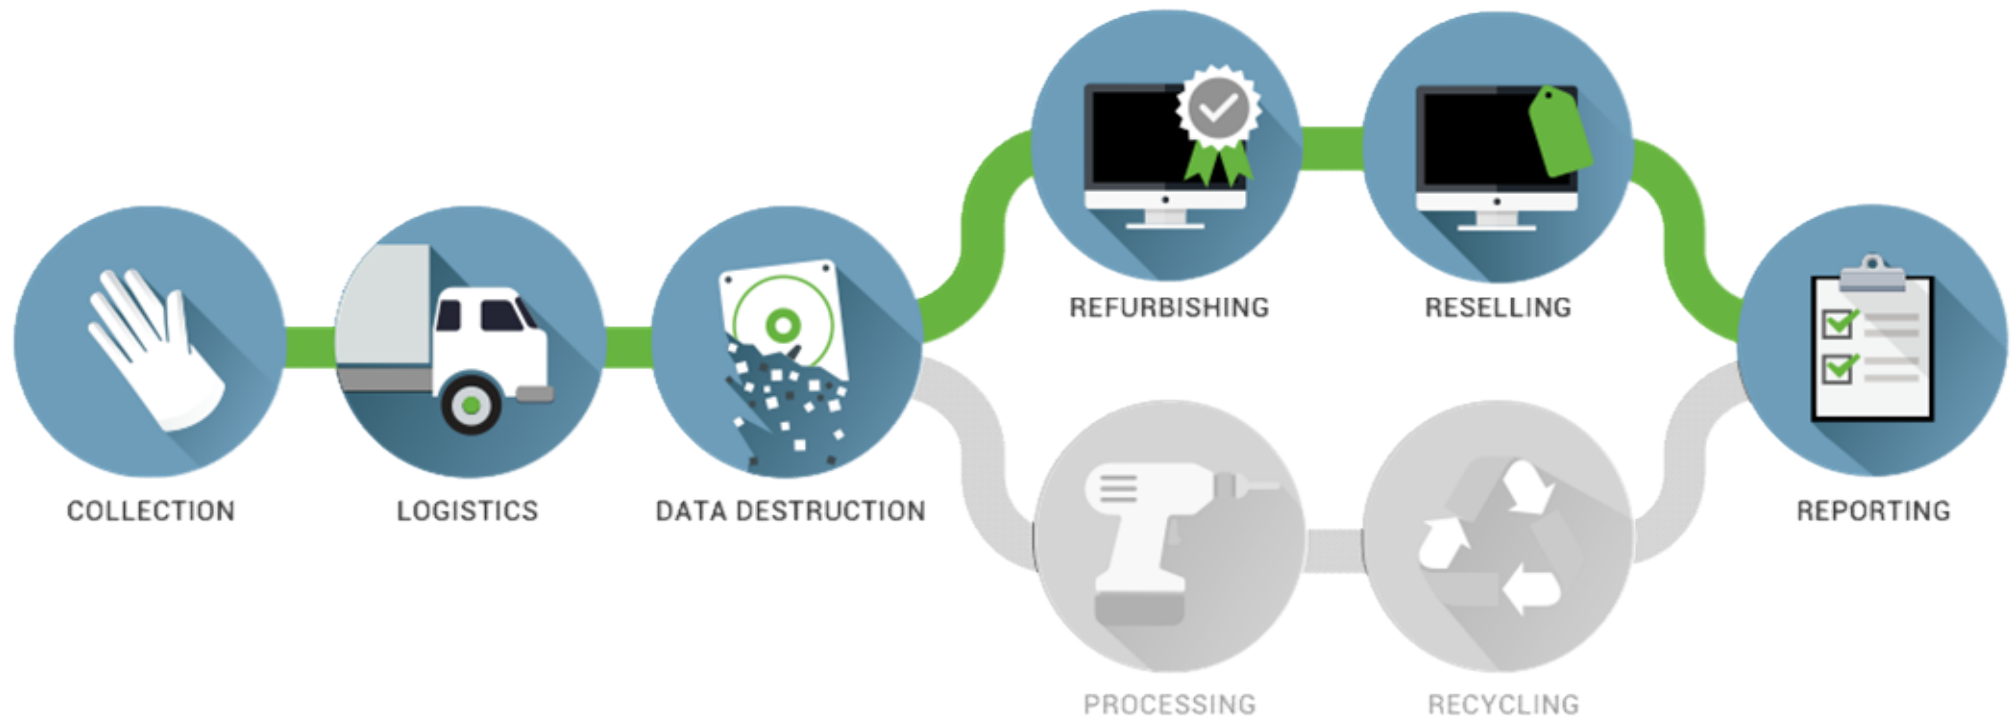 COLLECTION
LOGISTICS
DATA DESTRUCTION
REFURBISHING
RESELLING
PROCESSING
RECYCLING
REPORTING